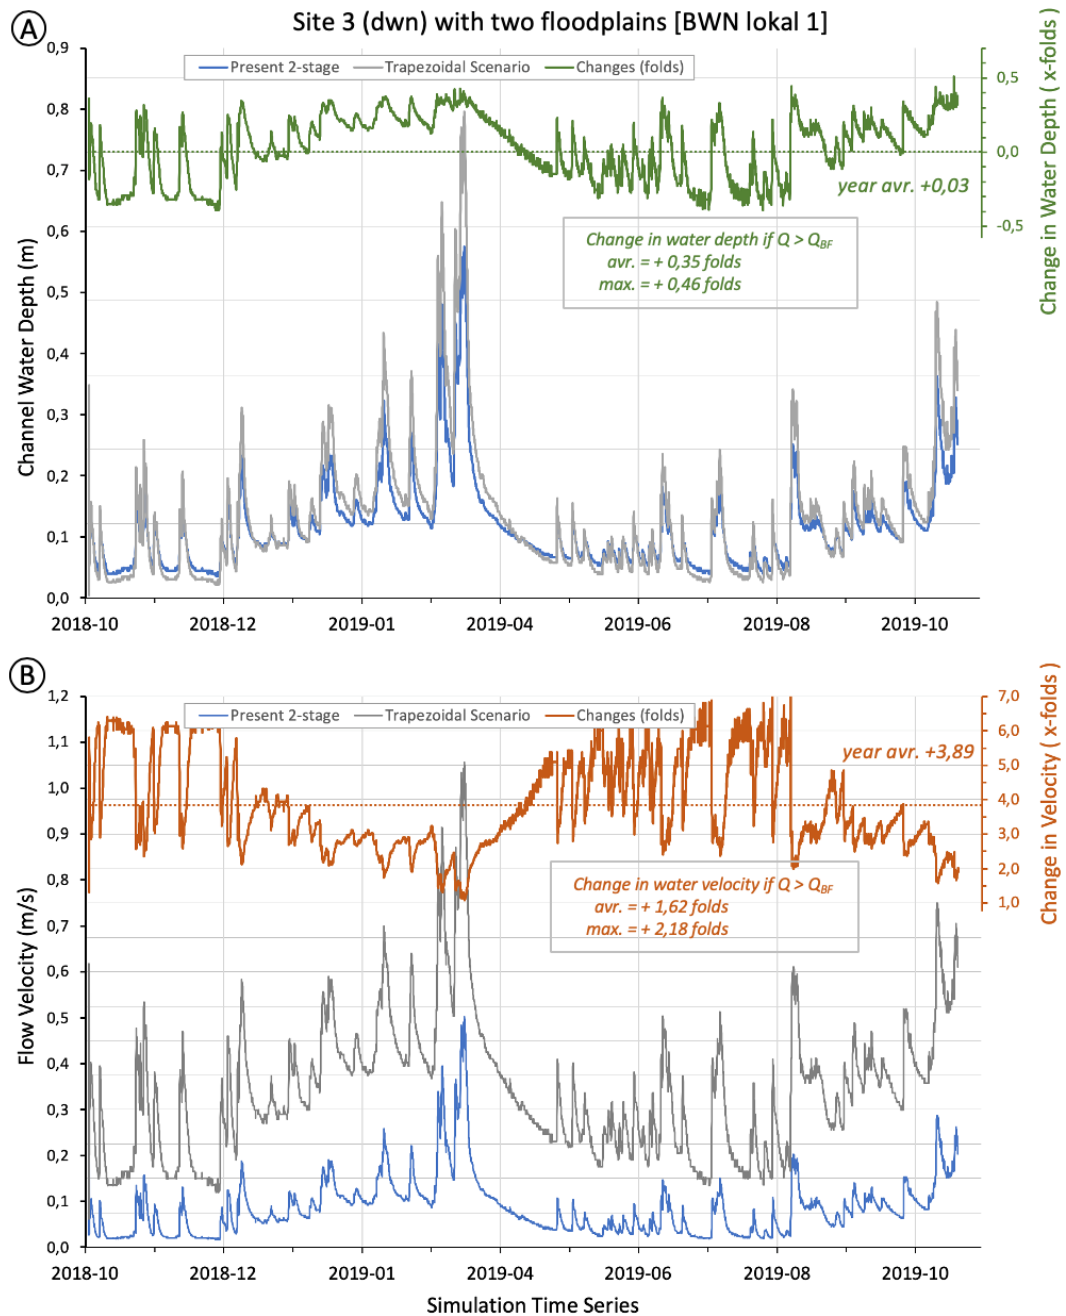 Site 3 (dwn) with two floodplains [BWN lokal 1]
A
Present 2-stage
Trapezoidal Scenario
Changes (folds)
Channel Water Depth (m)
0,9
0,8
0,7
0,6
0,5
0,4
0,3
0,2
0,1
0,0
Change in Water Depth ( x-folds )
0,5
0,0
-0,5
year avr. +0,03
Change in water depth if Q > QBF
avr. = + 0,35 folds
max. = + 0,46 folds
2018-10
2018-12
2019-01
2019-04
2019-06
2019-08
2019-10
B
Present 2-stage
Trapezoidal Scenario
Changes (folds)
Flow Velocity (m/s)
1,2
1,1
1,0
0,9
0,8
0,7
0,6
0,5
0,4
0,3
0,2
0,1
0,0
Change in Velocity ( x-folds )
7,0
6,0
5,0
4,0
3,0
2,0
1,0
year avr. +3,89
Change in water velocity if Q > QBF
avr. = + 1,62 folds
max. = + 2,18 folds
2018-10
2018-12
2019-01
2019-04
2019-06
2019-08
2019-10
Simulation Time Series